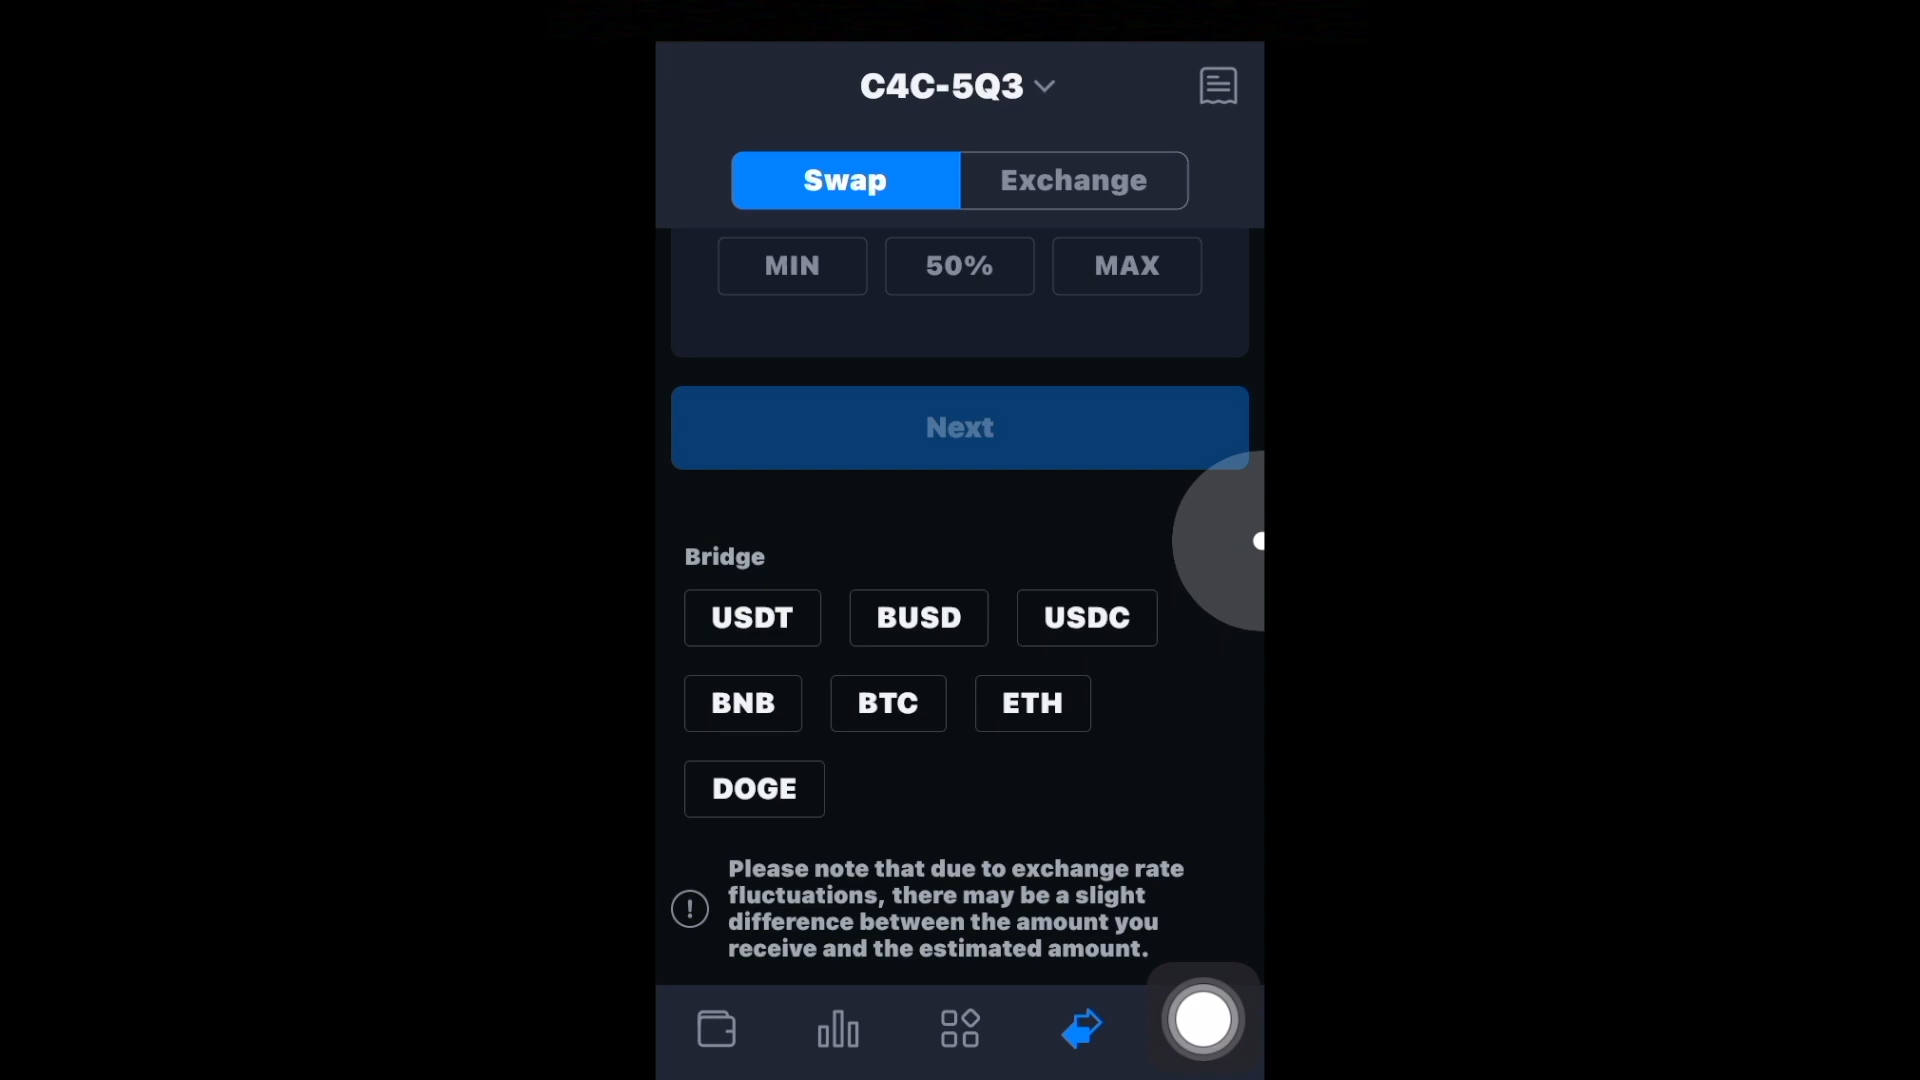 C4C-5Q3
Swap
Exchange
MIN
50%
MAX
Next
Bridge
USDT
BUSD
USDC
BNB
BTC
ETH
DOGE
Please note that due to exchange rate
fluctuations, there may be a slight
difference between the amount you
receive and the estimated amount.